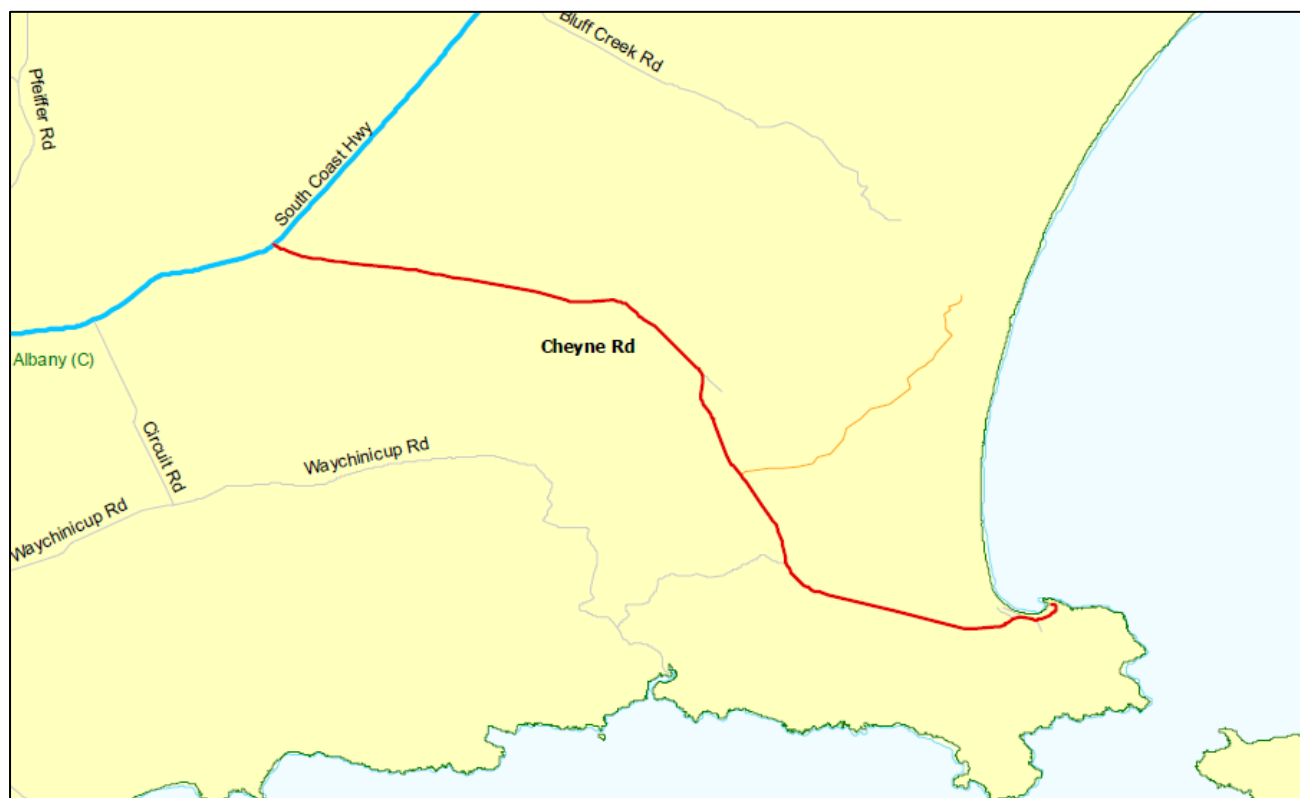 Bluff Creek Rd
Pfeiffer Rd
South Coast Hwy
Cheyne Rd
Albany (C)
Circuit Rd
Waychinicup Rd
Waychinicup Rd